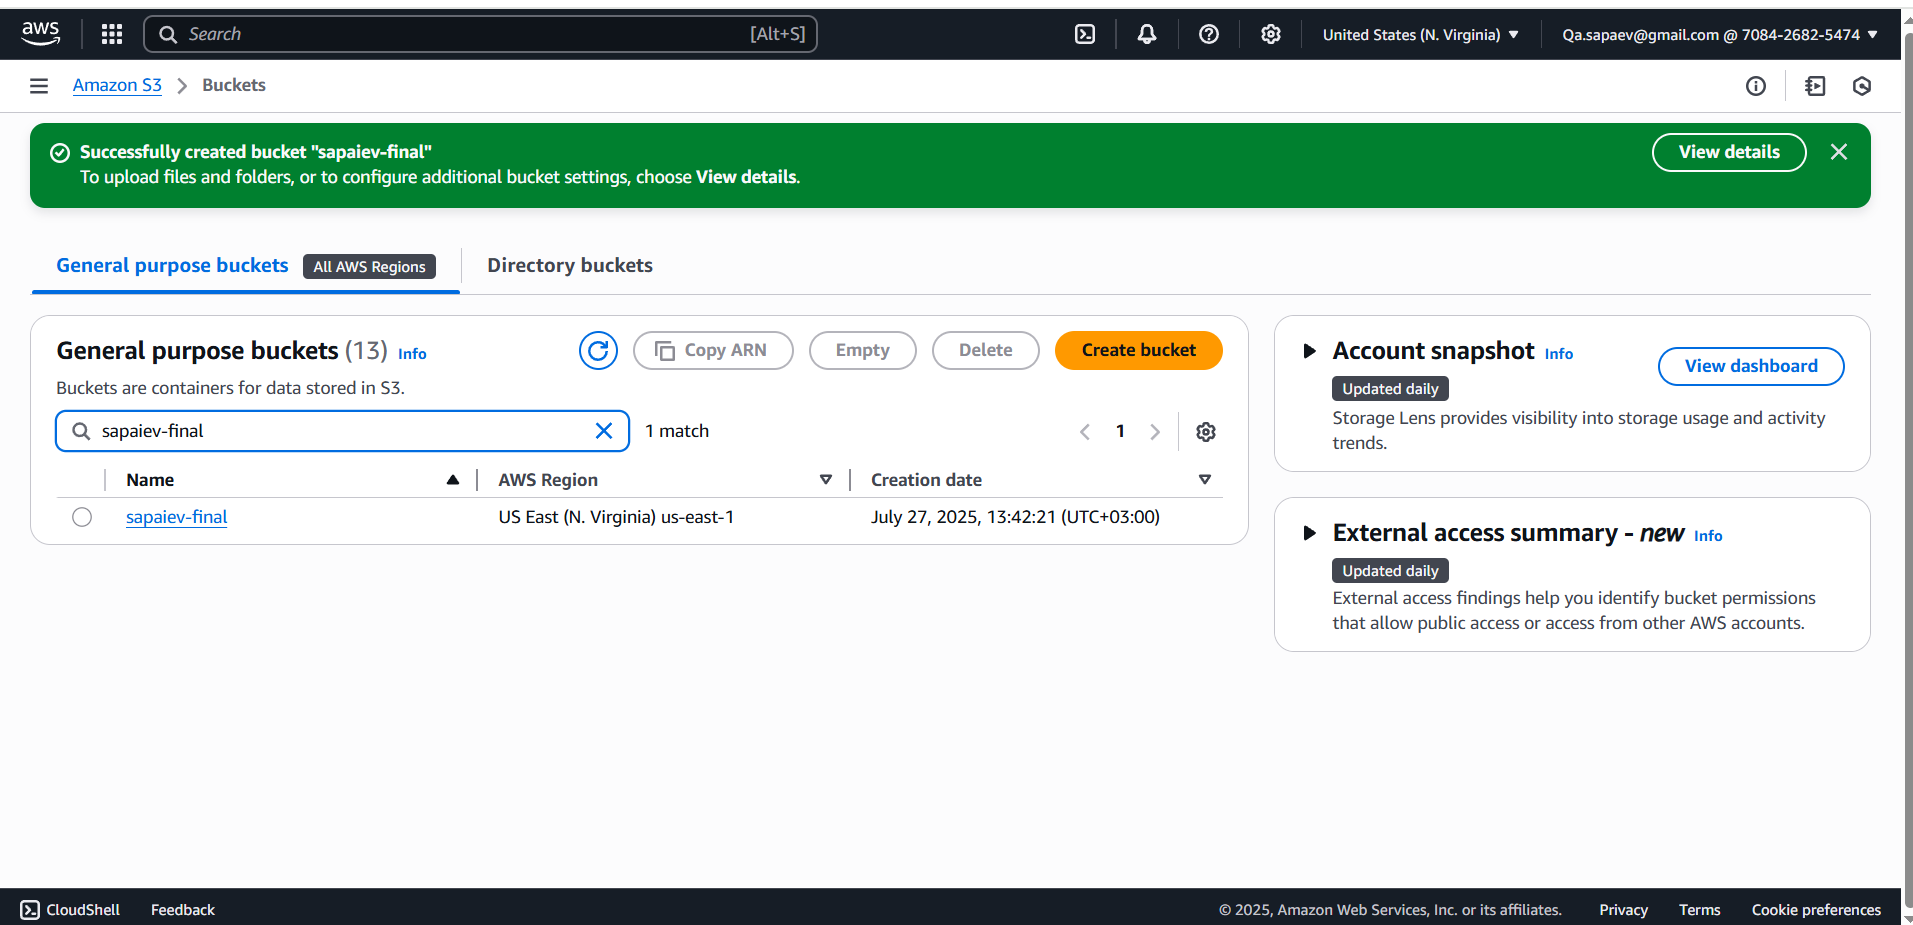 aws
Search [Alt+S]
United States (N. Virginia)
Qa.sapaev@gmail.com @ 7084-2682-5474
Amazon S3
Buckets
Successfully created bucket "sapaiev-final"
To upload files and folders, or to configure additional bucket settings, choose View details.
View details
General purpose buckets
All AWS Regions
Directory buckets
General purpose buckets (13) Info
Copy ARN
Empty
Delete
Create bucket
Buckets are containers for data stored in S3.
sapaiev-final
1 match
1
Name
AWS Region
Creation date
sapaiev-final
US East (N. Virginia) us-east-1
July 27, 2025, 13:42:21 (UTC+03:00)
Account snapshot Info
View dashboard
Updated daily
Storage Lens provides visibility into storage usage and activity
trends.
External access summary - new Info
Updated daily
External access findings help you identify bucket permissions
that allow public access or access from other AWS accounts.
CloudShell
Feedback
© 2025, Amazon Web Services, Inc. or its affiliates.
Privacy
Terms
Cookie preferences